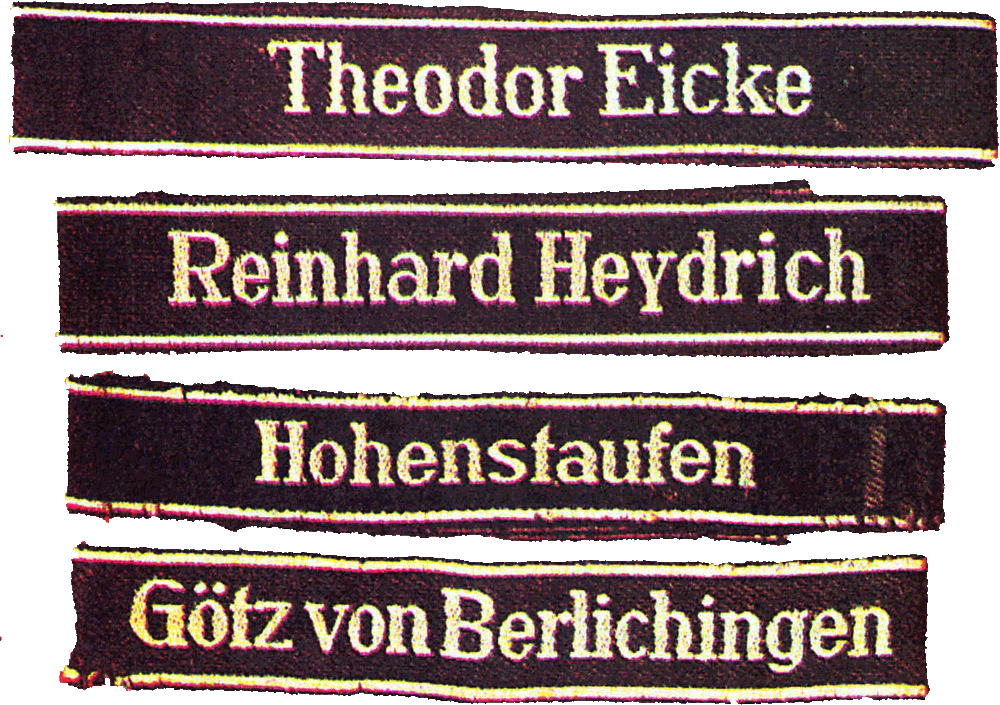 Theodor Eicke
Reinhard Heydrich
Hohenstaufen
Götz von Berlichingen